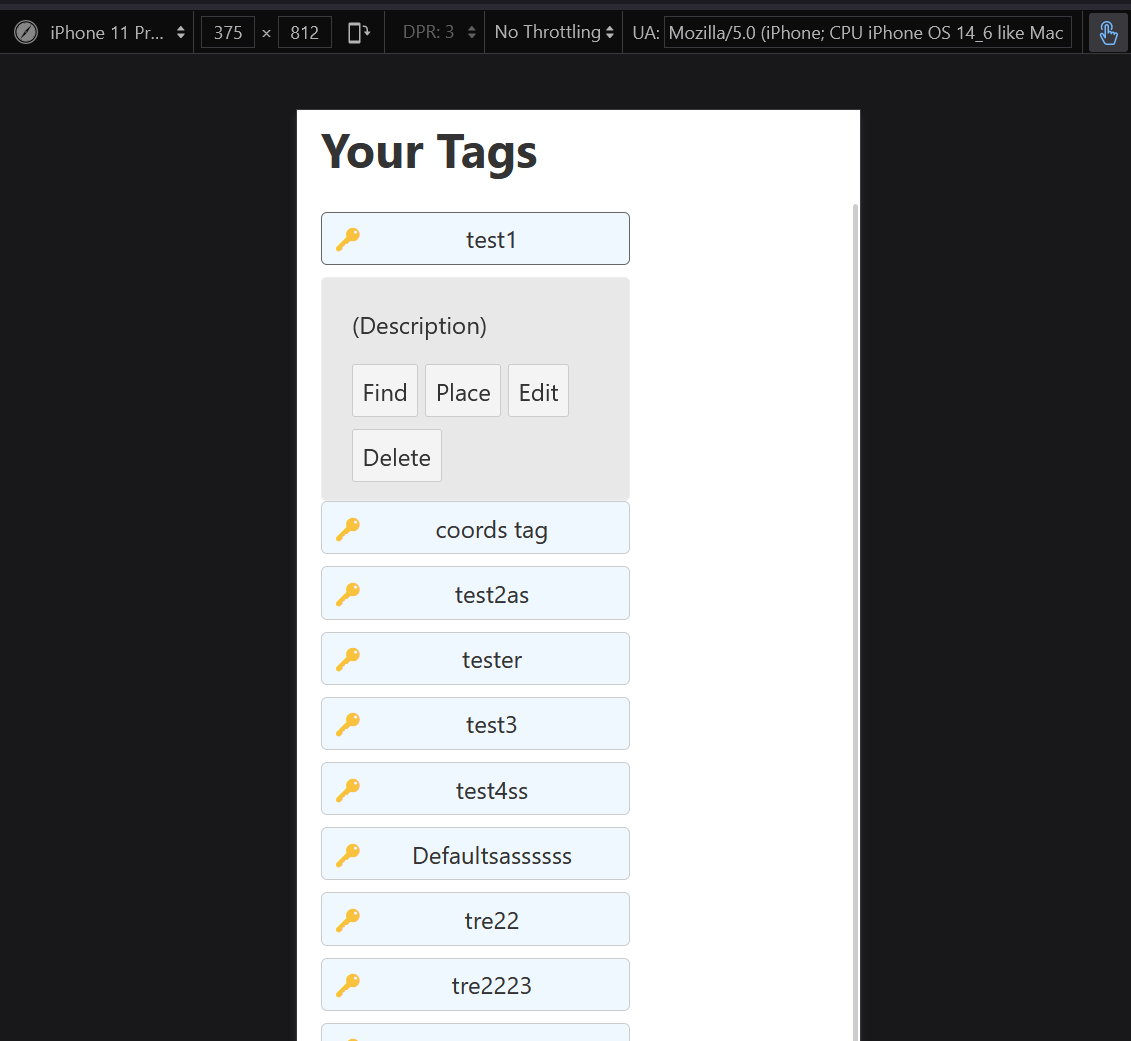 iPhone 11 Pr... 375 × 812 DPR: 3 No Throttling UA: Mozilla/5.0 (iPhone; CPU iPhone OS 14_6 like Mac
Your Tags
test1
(Description)
Find Place Edit
Delete
coords tag
test2as
tester
test3
test4ss
Defaultsassssss
tre22
tre2223